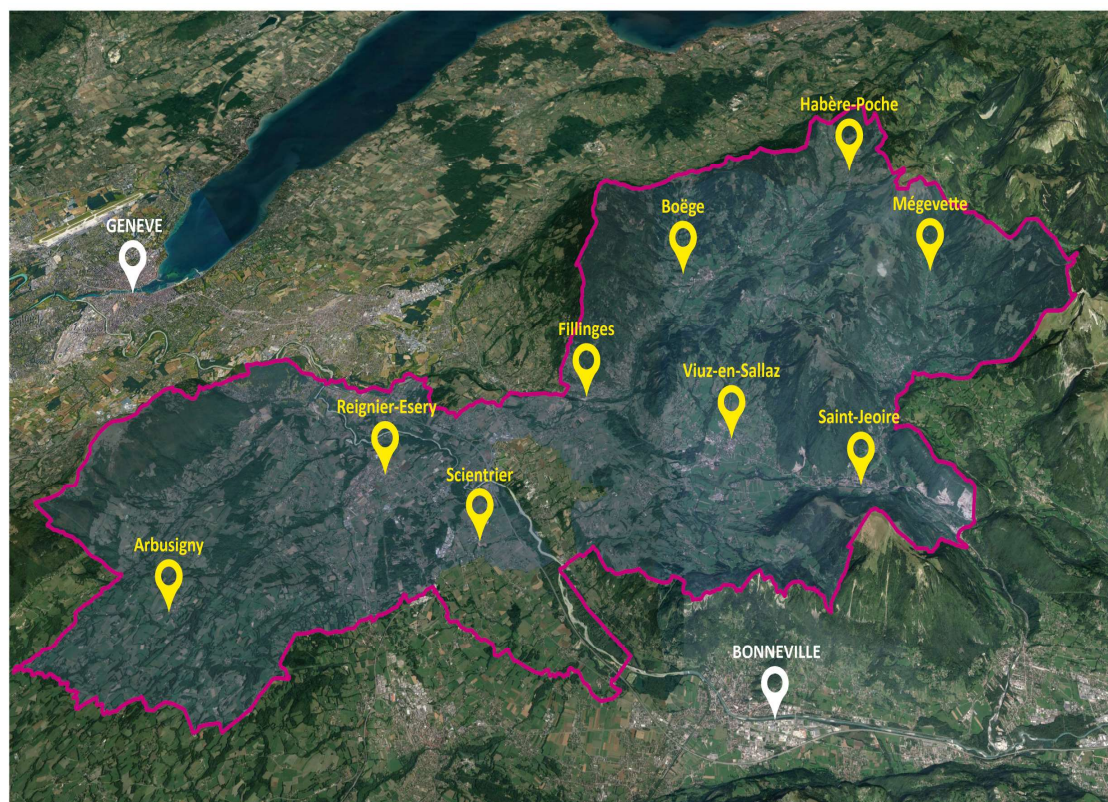 Habère-Poche
Boëge
Mégevette
GENEVE
Fillinges
Viuz-en-Sallaz
Reignier-Esery
Saint-Jeoire
Scientrier
Arbusigny
BONNEVILLE